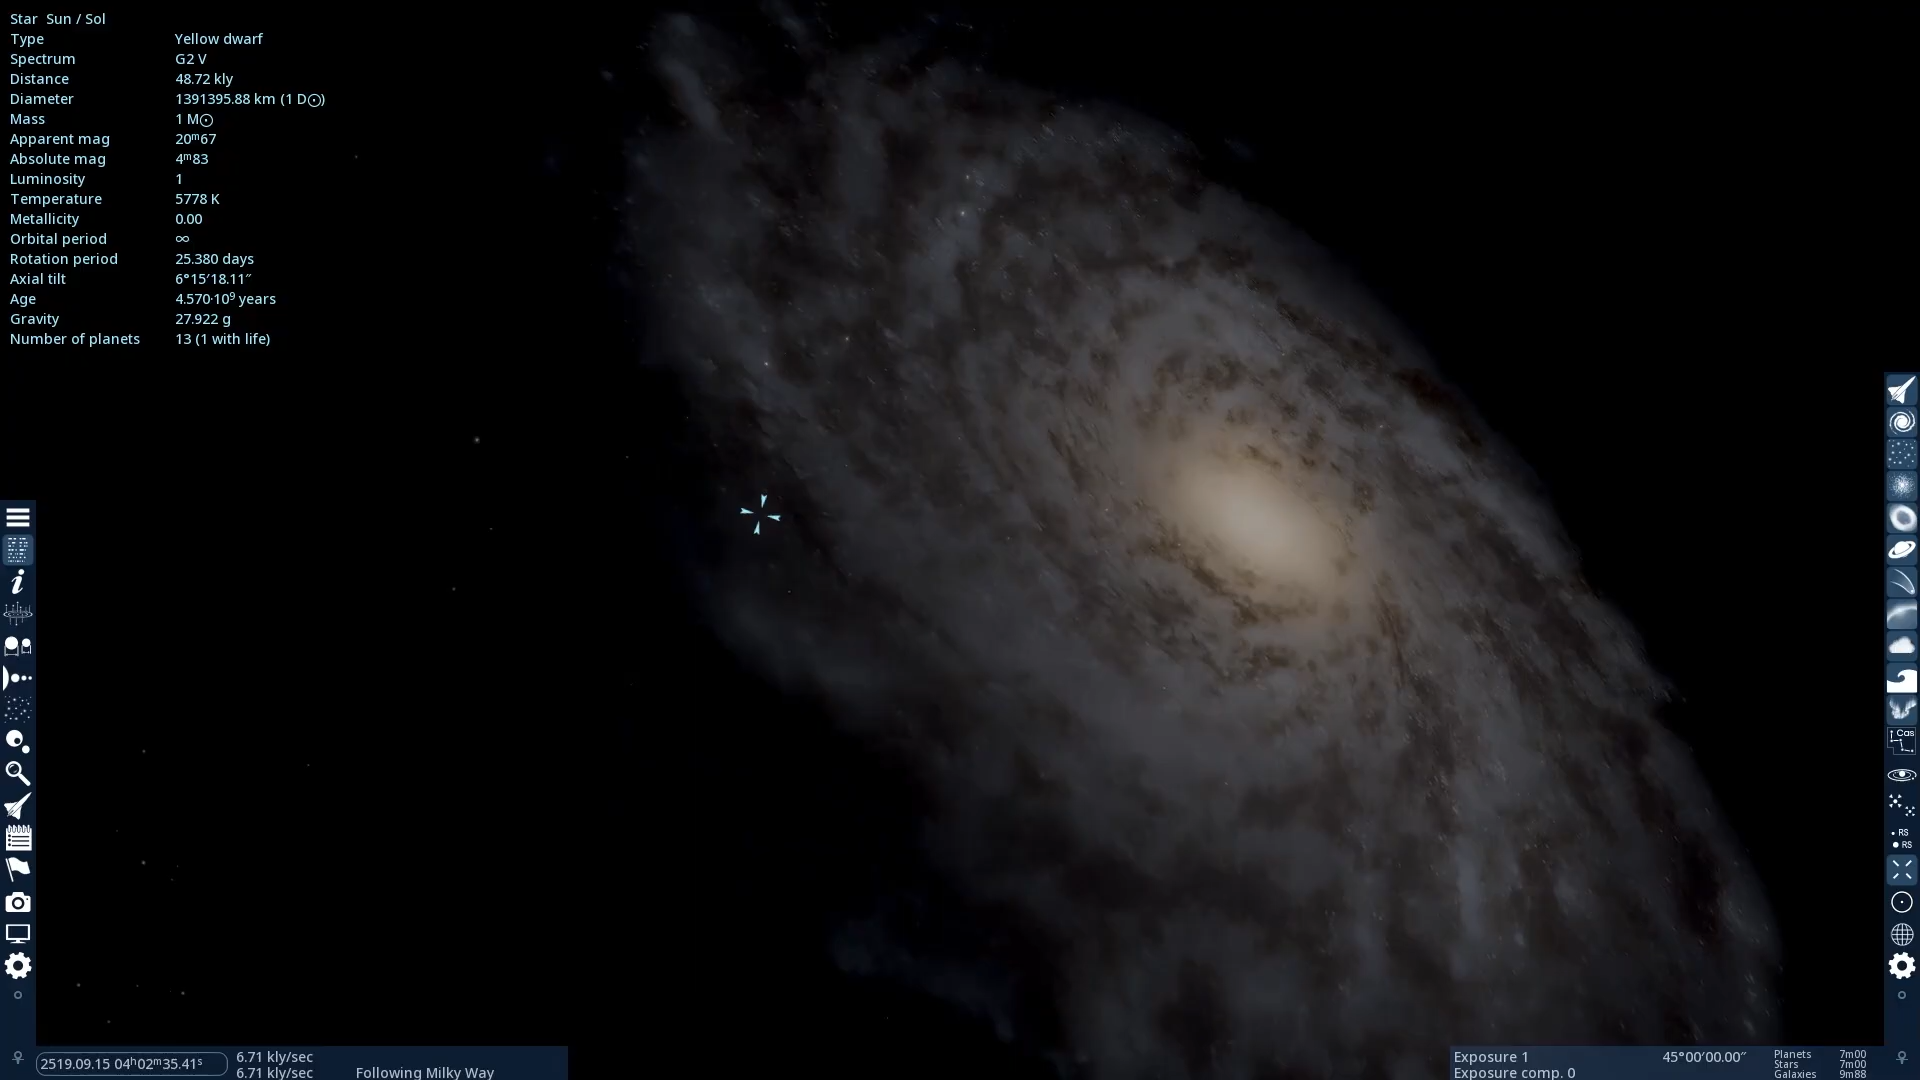 Star Sun / Sol
Type Yellow dwarf
Spectrum G2 V
Distance 48.72 kly
Diameter 1391395.88 km (1 D☉)
Mass 1 M☉
Apparent mag 20ᵐ67
Absolute mag 4ᵐ83
Luminosity 1
Temperature 5778 K
Metallicity 0.00
Orbital period ∞
Rotation period 25.380 days
Axial tilt 6°15′18.11″
Age 4.570·10⁹ years
Gravity 27.922 g
Number of planets 13 (1 with life)
Cas
RS
RS
2519.09.15 04ʰ02ᵐ35.41ˢ
6.71 kly/sec
6.71 kly/sec Following Milky Way
Exposure 1 45°00′00.00″
Exposure comp. 0
Planets 7m00
Stars 7m00
Galaxies 9m88